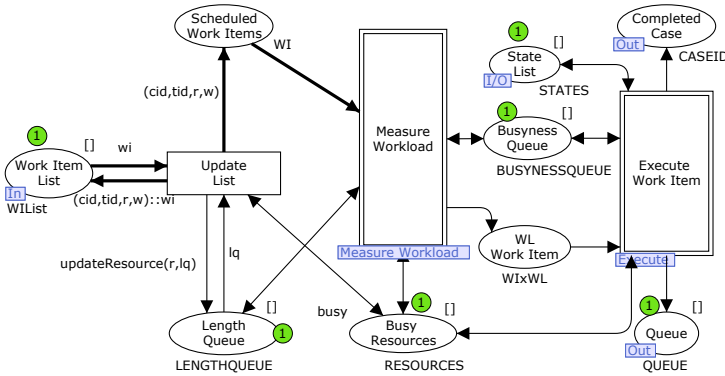 Scheduled
Work Items
WI
(cid,tid,r,w)
1
[]
wi
Work Item
List
In
WIList
(cid,tid,r,w)::wi
Update
List
updateResource(r,lq)
lq
Length
Queue
[]
1
LENGTHQUEUE
Measure
Workload
Measure Workload
busy
1
[]
Busy
Resources
RESOURCES
1
[]
State
List
I/O
STATES
1
[]
Busyness
Queue
BUSYNESSQUEUE
WL
Work Item
WIxWL
Completed
Case
Out
CASEID
Execute
Work Item
Execute
1
[]
Queue
Out
QUEUE